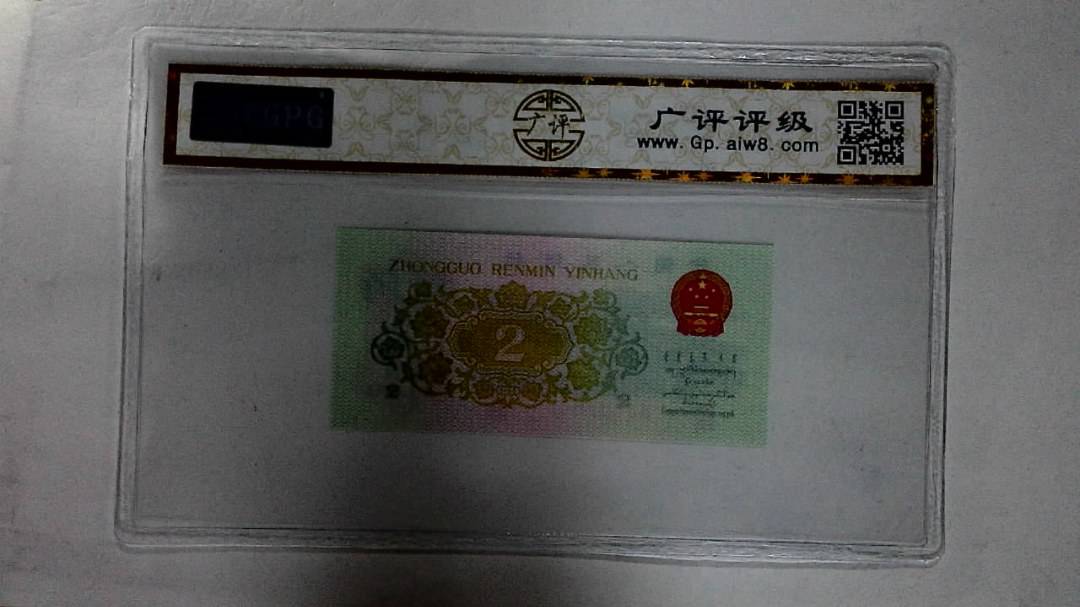 GPG
广评
广评评级
www.Gp.aiw8.com
ZHONGGUO RENMIN YINHANG
2